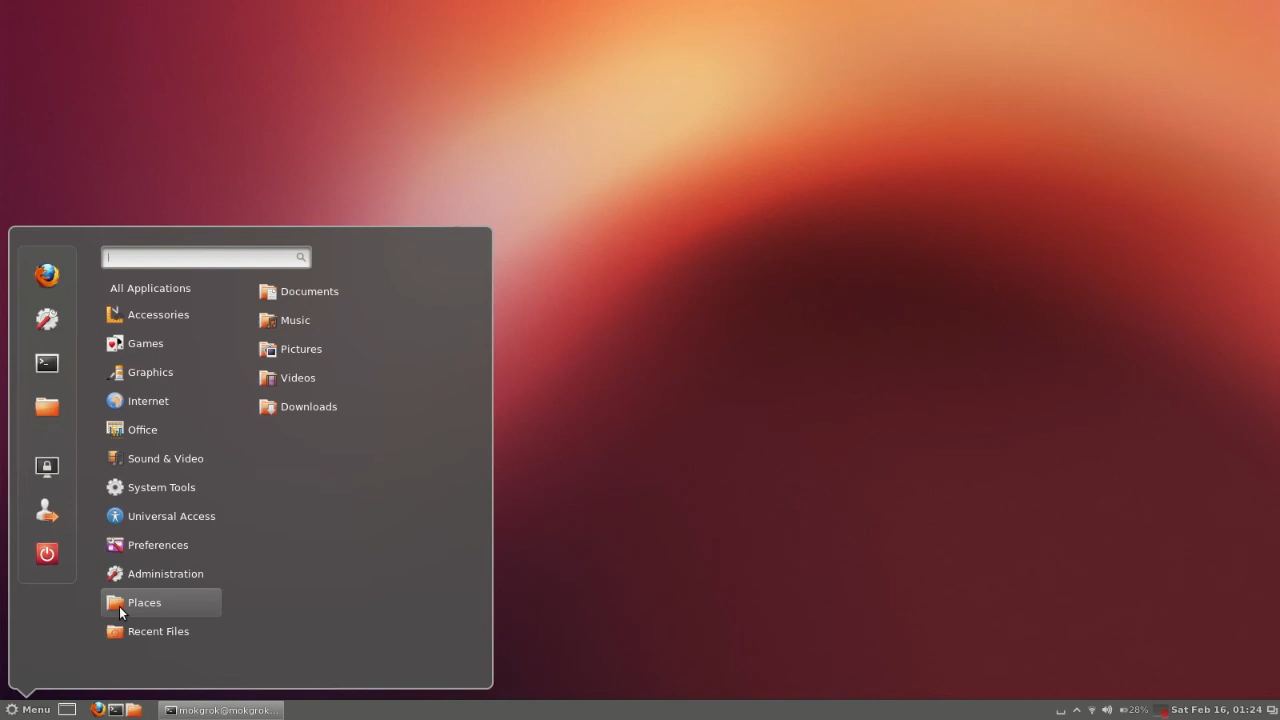 All Applications
Accessories
Games
Graphics
Internet
Office
Sound & Video
System Tools
Universal Access
Preferences
Administration
Places
Recent Files
Documents
Music
Pictures
Videos
Downloads
Menu
mokgrok@mokgrok...
28%
Sat Feb 16, 01:24